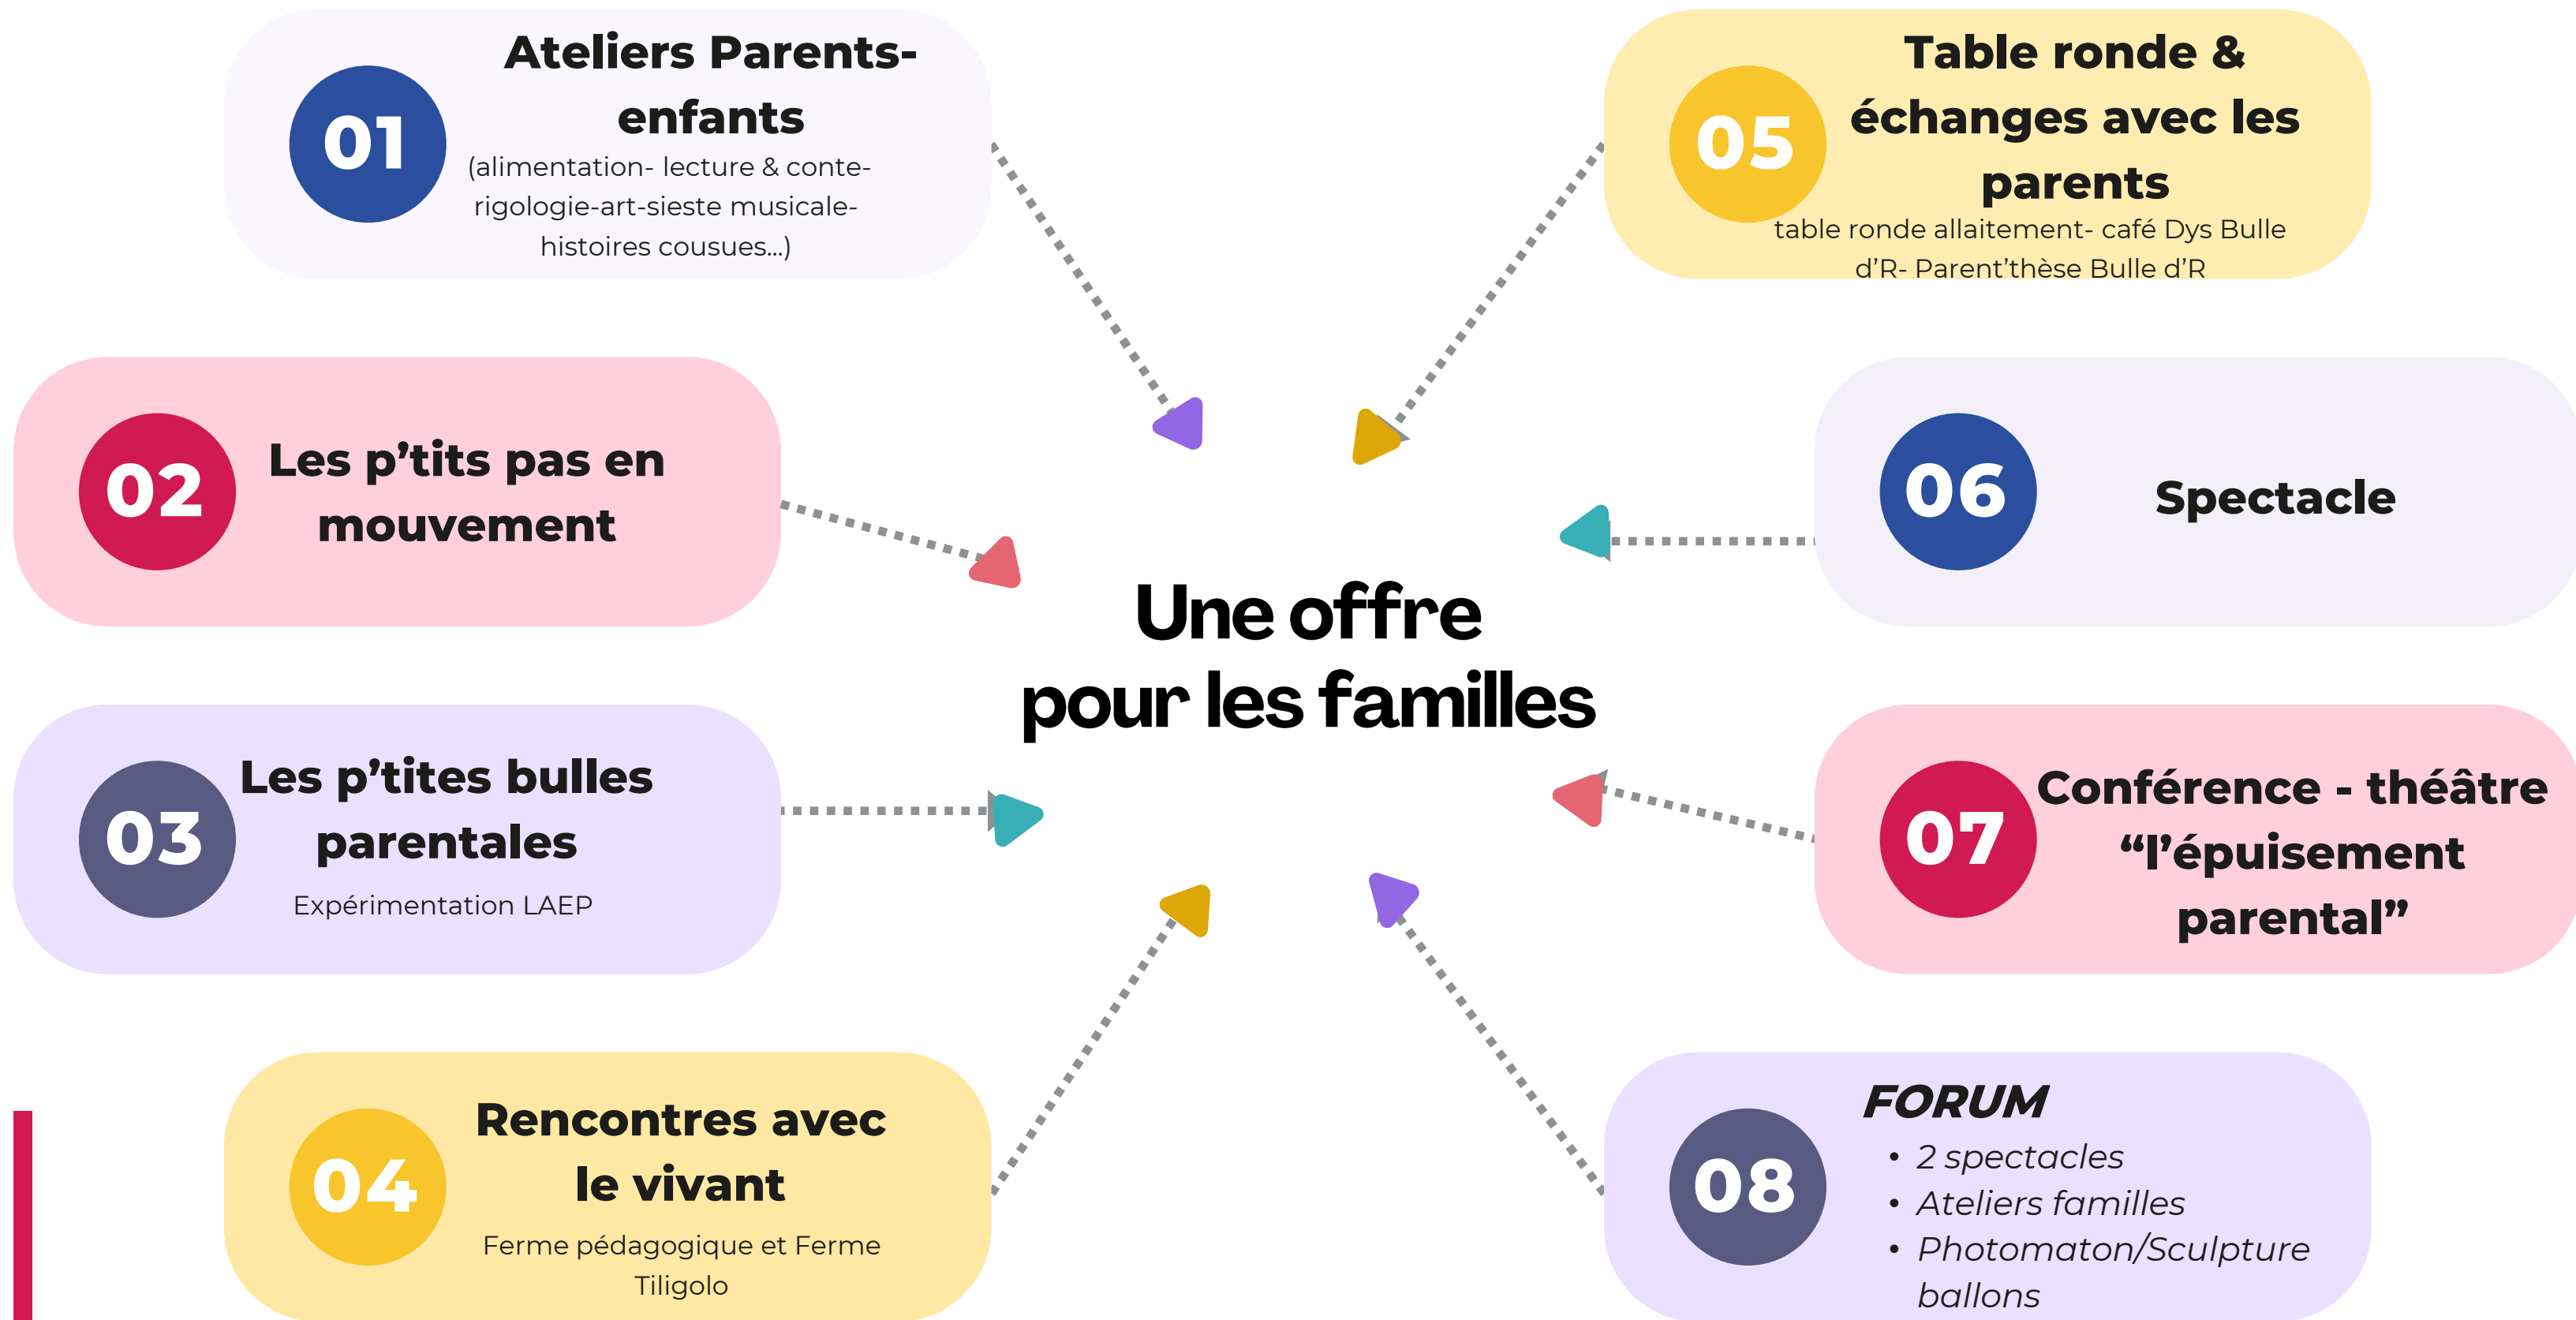 01
Ateliers Parents-
enfants
(alimentation- lecture & conte-
rigologie-art-sieste musicale-
histoires cousues...)
02
Les p’tits pas en
mouvement
03
Les p’tites bulles
parentales
Expérimentation LAEP
04
Rencontres avec
le vivant
Ferme pédagogique et Ferme
Tiligolo
Une offre
pour les familles
05
Table ronde &
échanges avec les
parents
table ronde allaitement- café Dys Bulle
d’R- Parent’thèse Bulle d’R
06
Spectacle
07
Conférence - théâtre
“l’épuisement
parental”
08
FORUM
• 2 spectacles
• Ateliers familles
• Photomaton/Sculpture
ballons